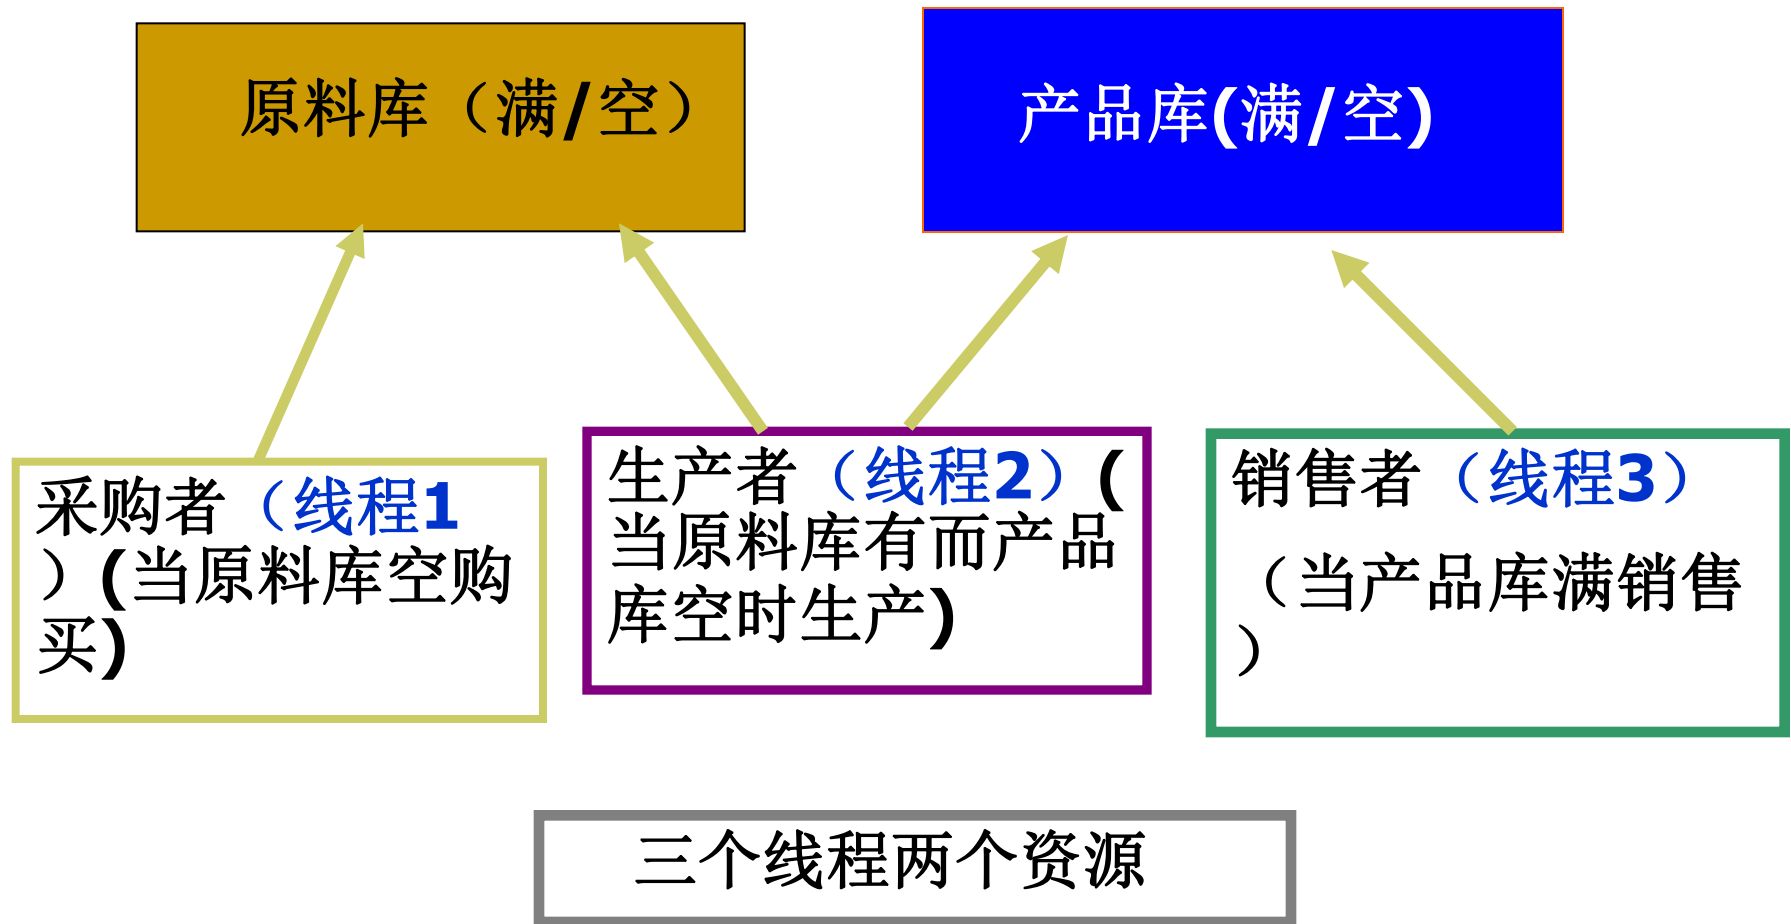 原料库（满/空）
产品库(满/空)
采购者（线程1
）(当原料库空购
买)
生产者（线程2）(
当原料库有而产品
库空时生产)
销售者（线程3）
（当产品库满销售
）
三个线程两个资源